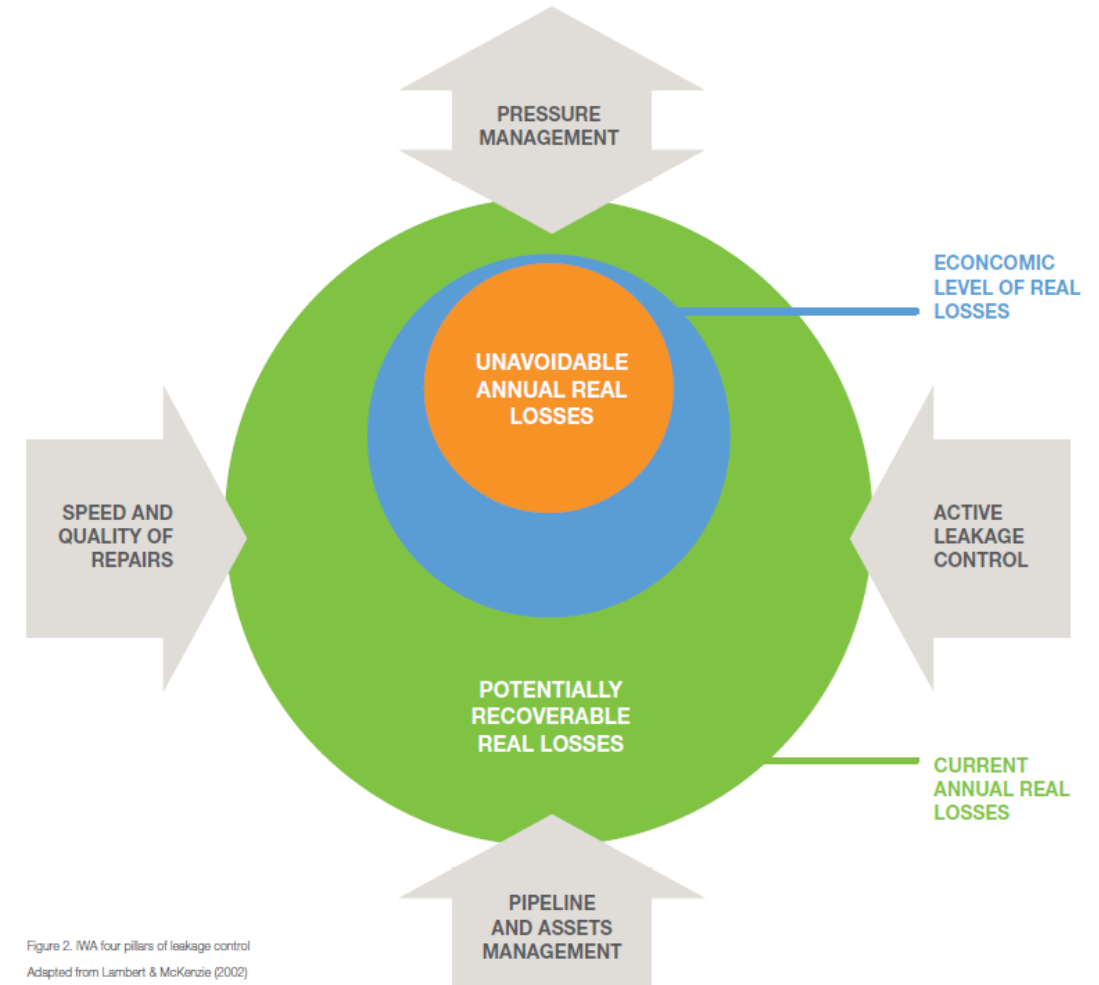 PRESSURE
MANAGEMENT
ECONCOMIC
LEVEL OF REAL
LOSSES
UNAVOIDABLE
ANNUAL REAL
LOSSES
SPEED AND
QUALITY OF
REPAIRS
ACTIVE
LEAKAGE
CONTROL
POTENTIALLY
RECOVERABLE
REAL LOSSES
CURRENT
ANNUAL REAL
LOSSES
PIPELINE
AND ASSETS
MANAGEMENT
Figure 2. IWA four pillars of leakage control
Adapted from Lambert & McKenzie (2002)